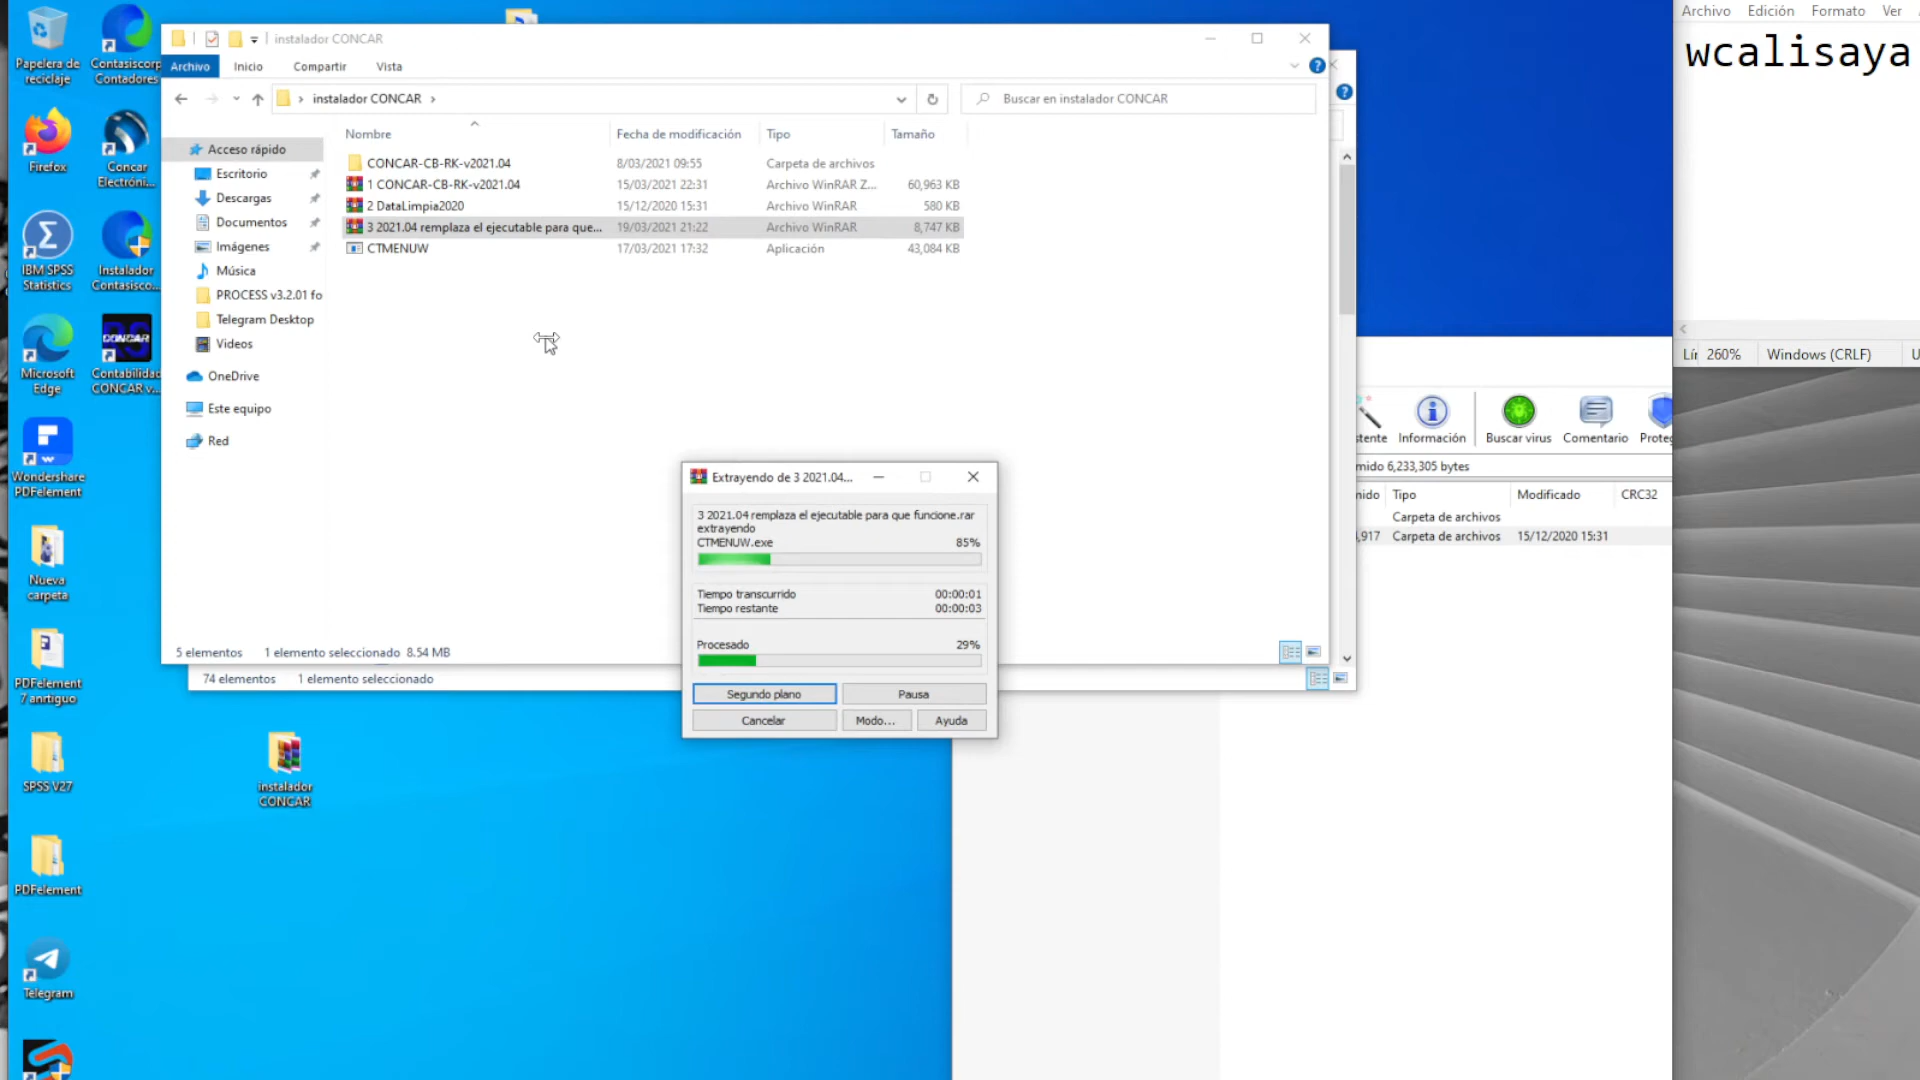 Papelera de
reciclaje
Contasiscorp
Contadores
Firefox
Concar
Electróni...
IBM SPSS
Statistics
Instalador
Contasisco...
Microsoft
Edge
CONCAR
Contabilidad
CONCAR v...
Wondershare
PDFelement
Nueva
carpeta
PDFelement
7 anrtiguo
SPSS V27
PDFelement
Telegram
instalador
CONCAR
instalador CONCAR
Archivo Inicio Compartir Vista
instalador CONCAR
Buscar en instalador CONCAR
Acceso rápido
Escritorio
Descargas
Documentos
Imágenes
Música
PROCESS v3.2.01 fo
Telegram Desktop
Videos
OneDrive
Este equipo
Red
Nombre Fecha de modificación Tipo Tamaño
CONCAR-CB-RK-v2021.04 8/03/2021 09:55 Carpeta de archivos
1 CONCAR-CB-RK-v2021.04 15/03/2021 22:31 Archivo WinRAR Z... 60,963 KB
2 DataLimpia2020 15/12/2020 15:31 Archivo WinRAR 580 KB
3 2021.04 remplaza el ejecutable para que... 19/03/2021 21:22 Archivo WinRAR 8,747 KB
CTMENUW 17/03/2021 17:32 Aplicación 43,084 KB
5 elementos 1 elemento seleccionado 8.54 MB
74 elementos 1 elemento seleccionado
Extrayendo de 3 2021.04...
3 2021.04 remplaza el ejecutable para que funcione.rar
extrayendo
CTMENUW.exe 85%
Tiempo transcurrido 00:00:01
Tiempo restante 00:00:03
Procesado 29%
Segundo plano Pausa
Cancelar Modo... Ayuda
Información Buscar virus Comentario
6,233,305 bytes
Tipo Modificado CRC32
Carpeta de archivos
Carpeta de archivos 15/12/2020 15:31
Archivo Edición Formato Ver
wcalisaya
260% Windows (CRLF)